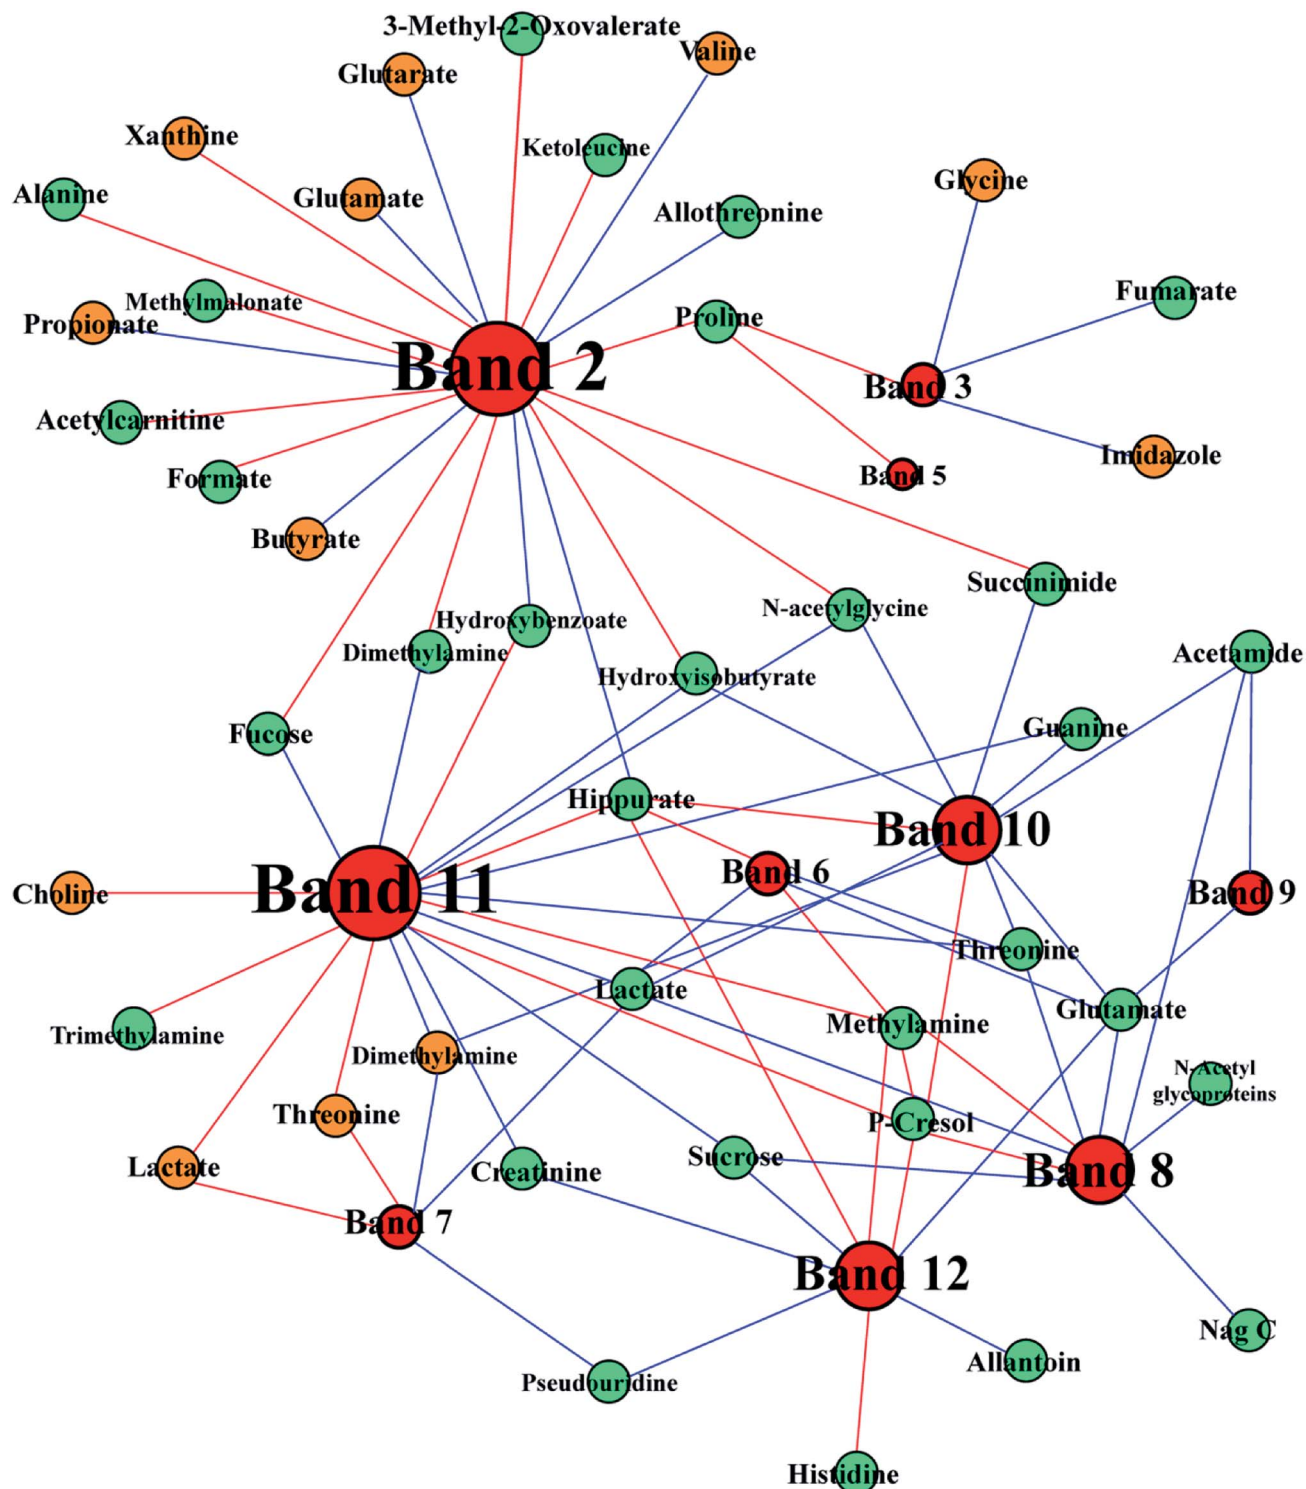 3-Methyl-2-Oxovalerate
Valine
Glutarate
Xanthine
Ketoleucine
Alanine
Glutamate
Glycine
Allothreonine
Methylmalonate
Fumarate
Propionate
Proline
Band 2
Band 3
Acetylcarnitine
Imidazole
Formate
Band 5
Butyrate
Succinimide
N-acetylglycine
Hydroxybenzoate
Dimethylamine
Acetamide
Hydroxyisobutyrate
Fucose
Guanine
Hippurate
Band 10
Band 6
Choline
Band 11
Band 9
Threonine
Lactate
Glutamate
Methylamine
Trimethylamine
Dimethylamine
N-Acetyl
glycoproteins
Threonine
P-Cresol
Lactate
Creatinine
Sucrose
Band 8
Band 7
Band 12
Nag C
Allantoin
Pseudouridine
Histidine